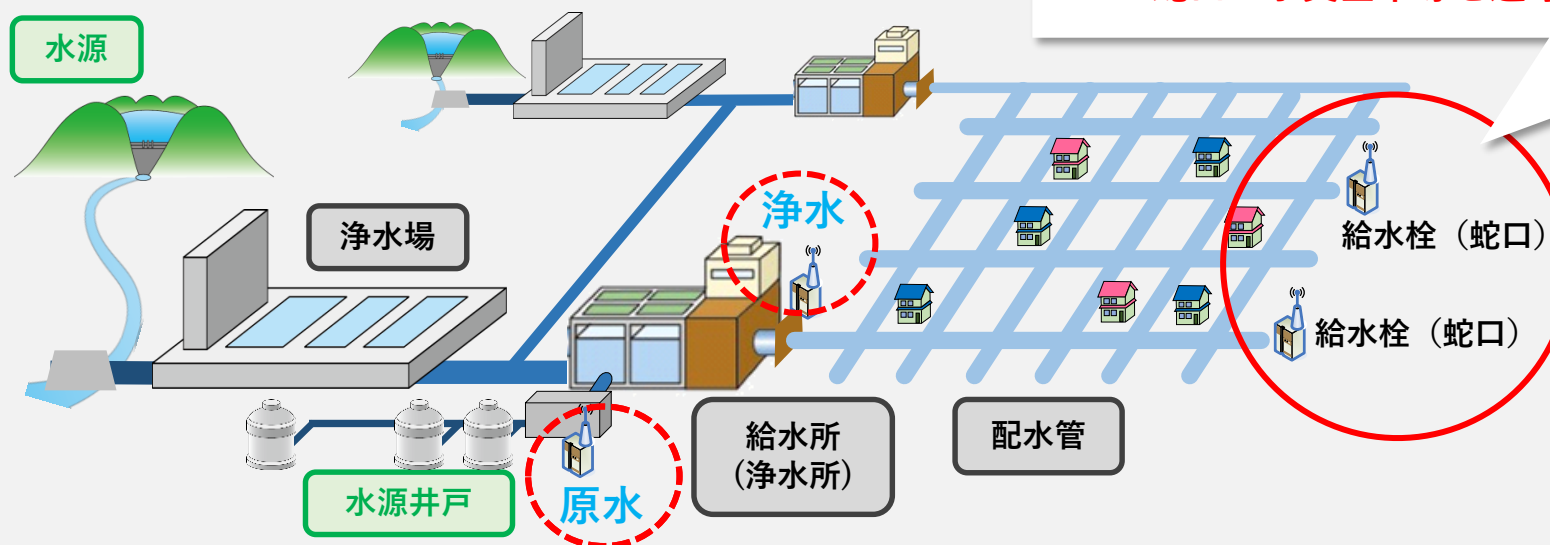 水源
浄水
浄水場
給水栓（蛇口）
給水栓（蛇口）
給水所
(浄水所)
配水管
水源井戸
原水